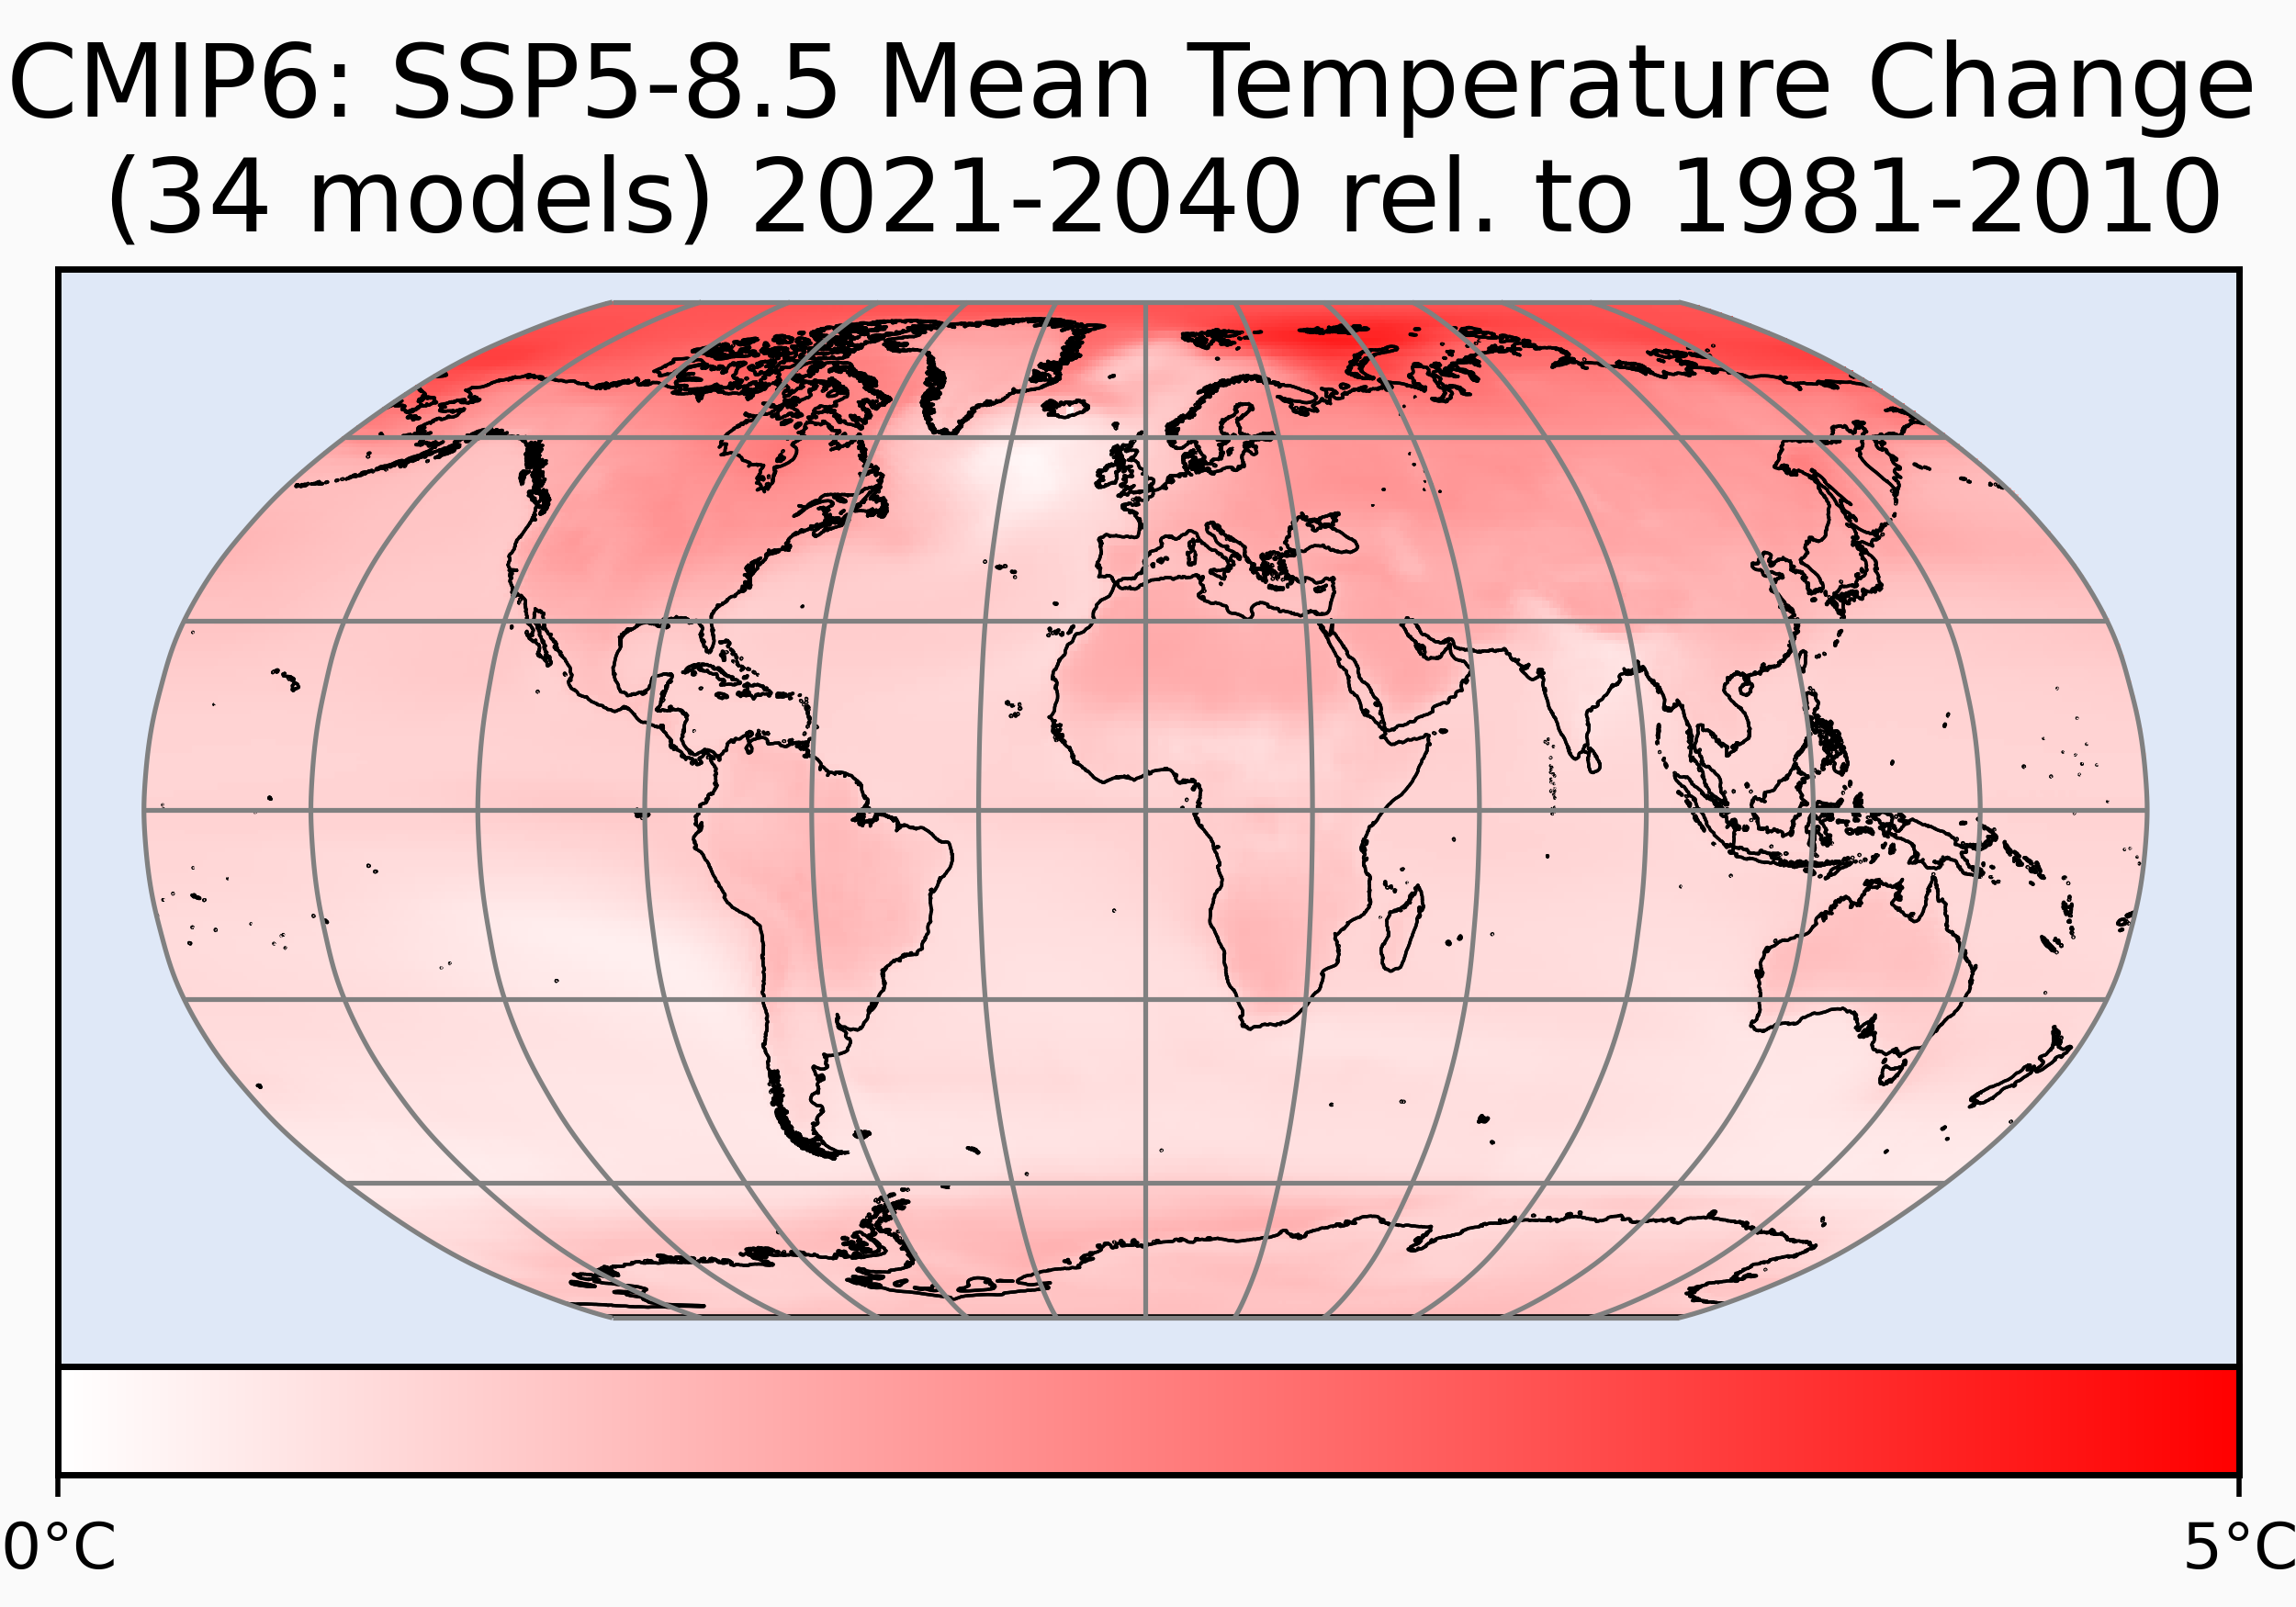 CMIP6: SSP5-8.5 Mean Temperature Change
(34 models) 2021-2040 rel. to 1981-2010
0°C 5°C